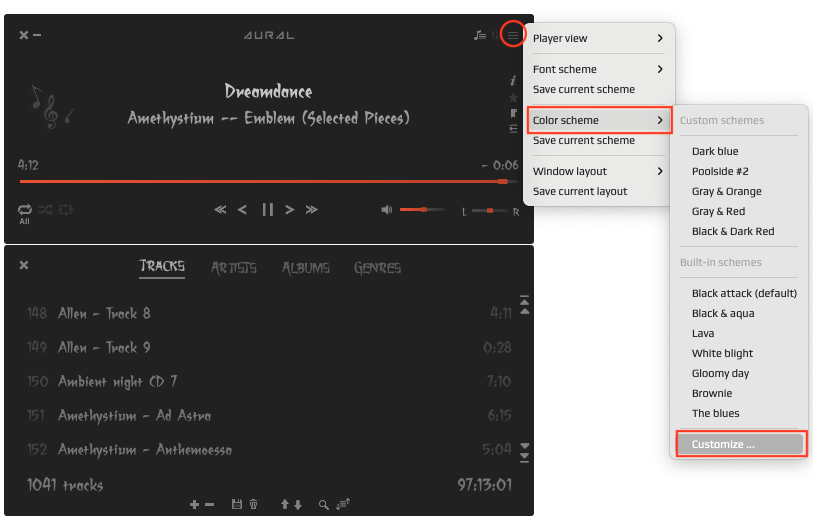 AURAL
Dreamdance
Amethystium -- Emblem (Selected Pieces)
i
4:12
- 0:06
All
L
R
Player view
Font scheme
Save current scheme
Color scheme
Save current scheme
Window layout
Save current layout
Custom schemes
Dark blue
Poolside #2
Gray & Orange
Gray & Red
Black & Dark Red
Built-in schemes
Black attack (default)
Black & aqua
Lava
White blight
Gloomy day
Brownie
The blues
Customize ...
TRACKS ARTISTS ALBUMS GENRES
148 Allen - Track 8 4:11
149 Allen - Track 9 0:28
150 Ambient night CD 7 7:10
151 Amethystium - Ad Astra 6:15
152 Amethystium - Anthemoessa 5:04
1041 tracks 97:13:01